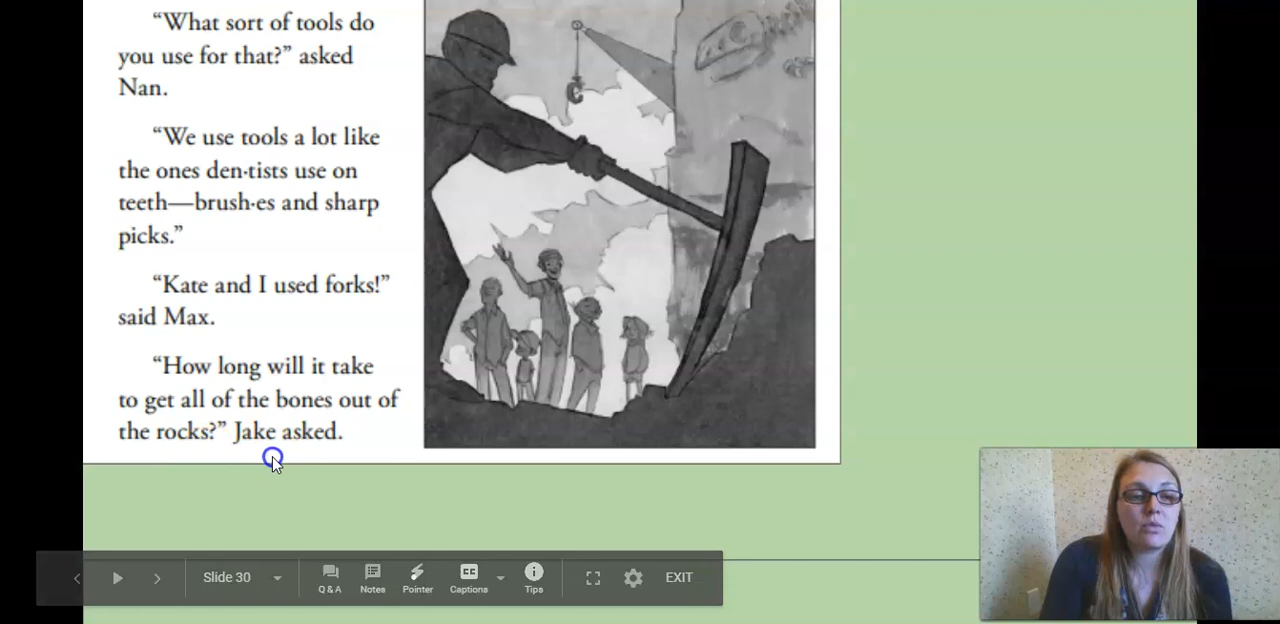 “What sort of tools do
you use for that?” asked
Nan.
“We use tools a lot like
the ones den·tists use on
teeth—brush·es and sharp
picks.”
“Kate and I used forks!”
said Max.
“How long will it take
to get all of the bones out of
the rocks?” Jake asked.
Slide 30
Q & A
Notes
Pointer
CC
Captions
Tips
EXIT